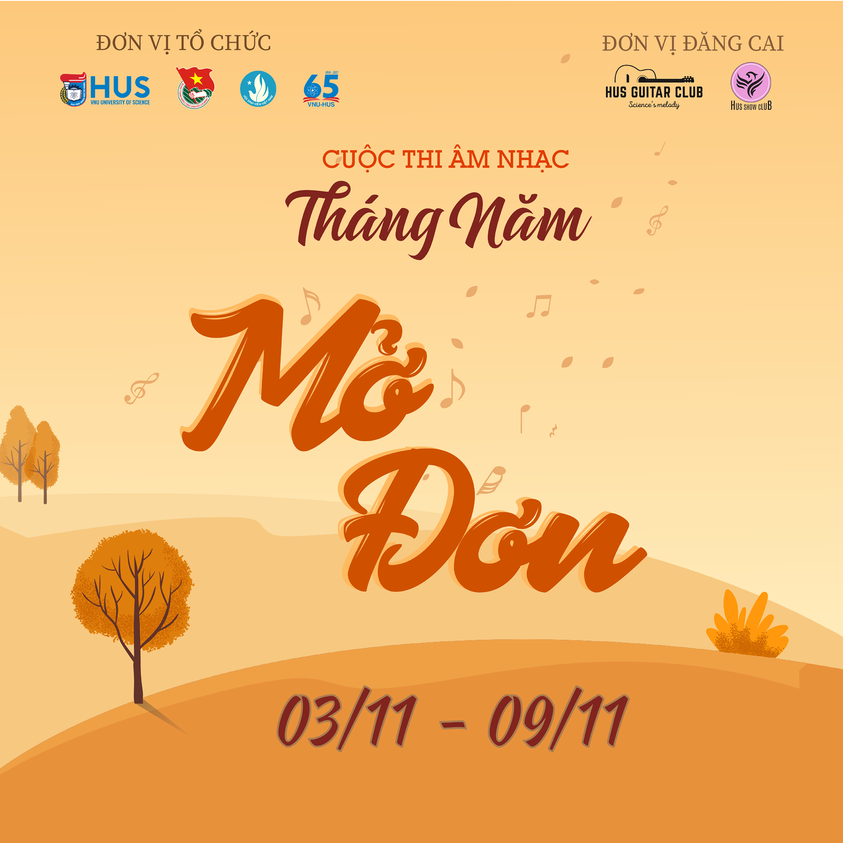 ĐƠN VỊ TỔ CHỨC
ĐƠN VỊ ĐĂNG CAI
HUS
VNU UNIVERSITY OF SCIENCE
65
VNU-HUS
HUS GUITAR CLUB
Science's melody
HUS SHOW CLUB
CUỘC THI ÂM NHẠC
Tháng Năm
Mở
Đơn
03/11 - 09/11